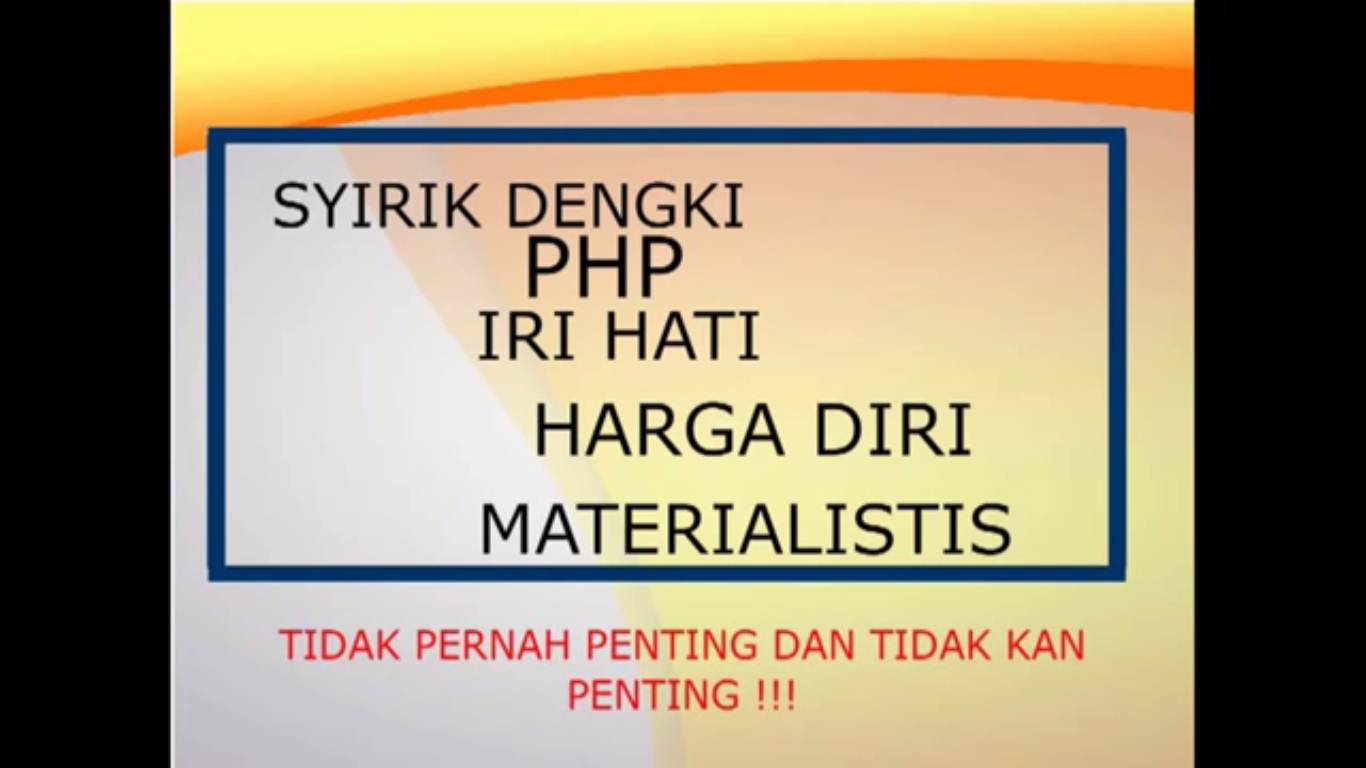 SYIRIK DENGKI
PHP
IRI HATI
HARGA DIRI
MATERIALISTIS
TIDAK PERNAH PENTING DAN TIDAK KAN
PENTING !!!